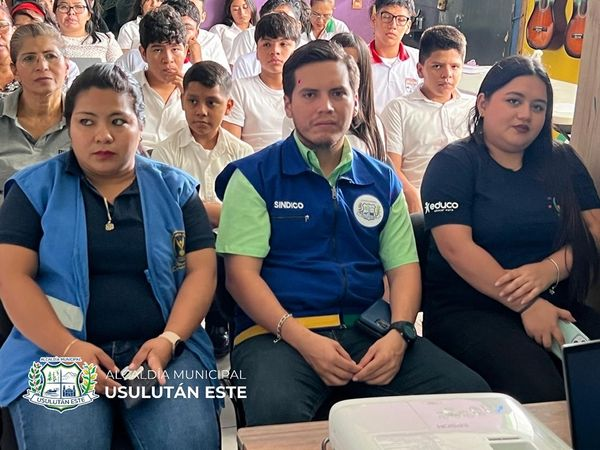 SINDICO
educo
ALCALDÍA MUNICIPAL
USULUTÁN ESTE